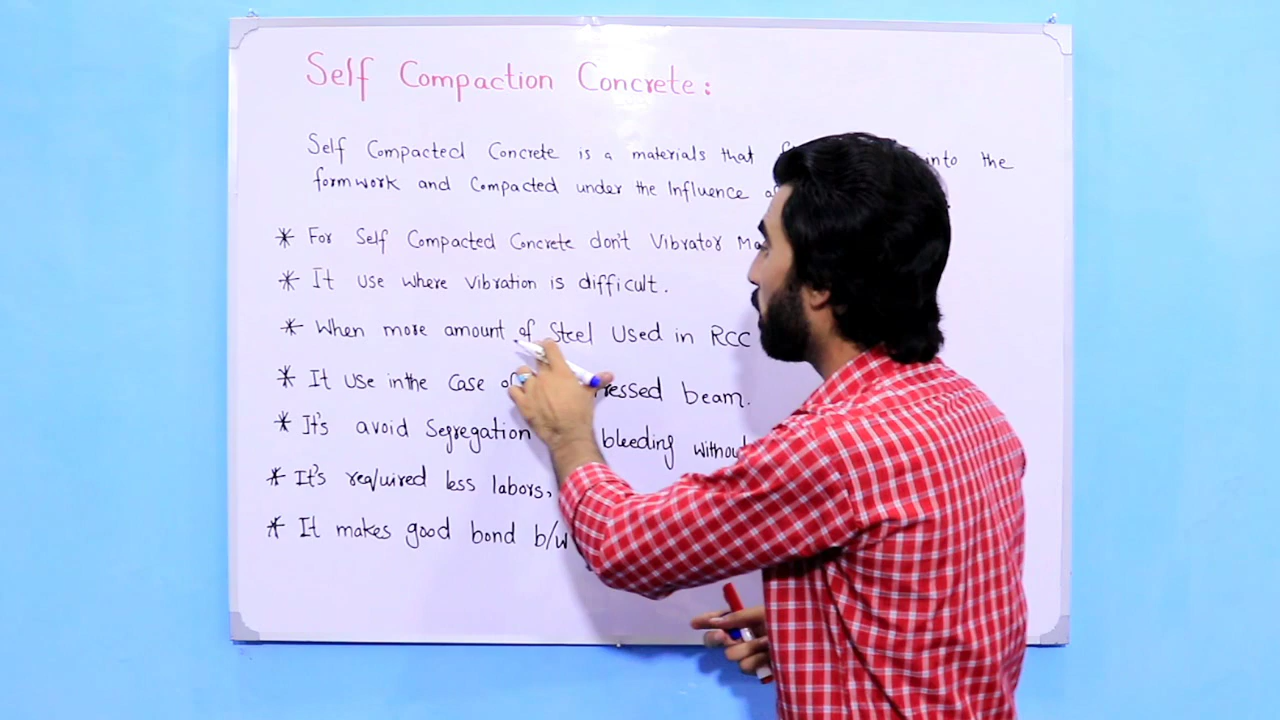 Self Compaction Concrete:
Self Compacted Concrete is a materials that into the
formwork and Compacted under the Influence
* For Self Compacted Concrete don't Vibrator
* It use where vibration is difficult.
* When more amount of Steel Used in RCC
* It use in the Case beam.
* It's avoid Segregation bleeding without
* It's required less labors,
* It makes good bond b/w